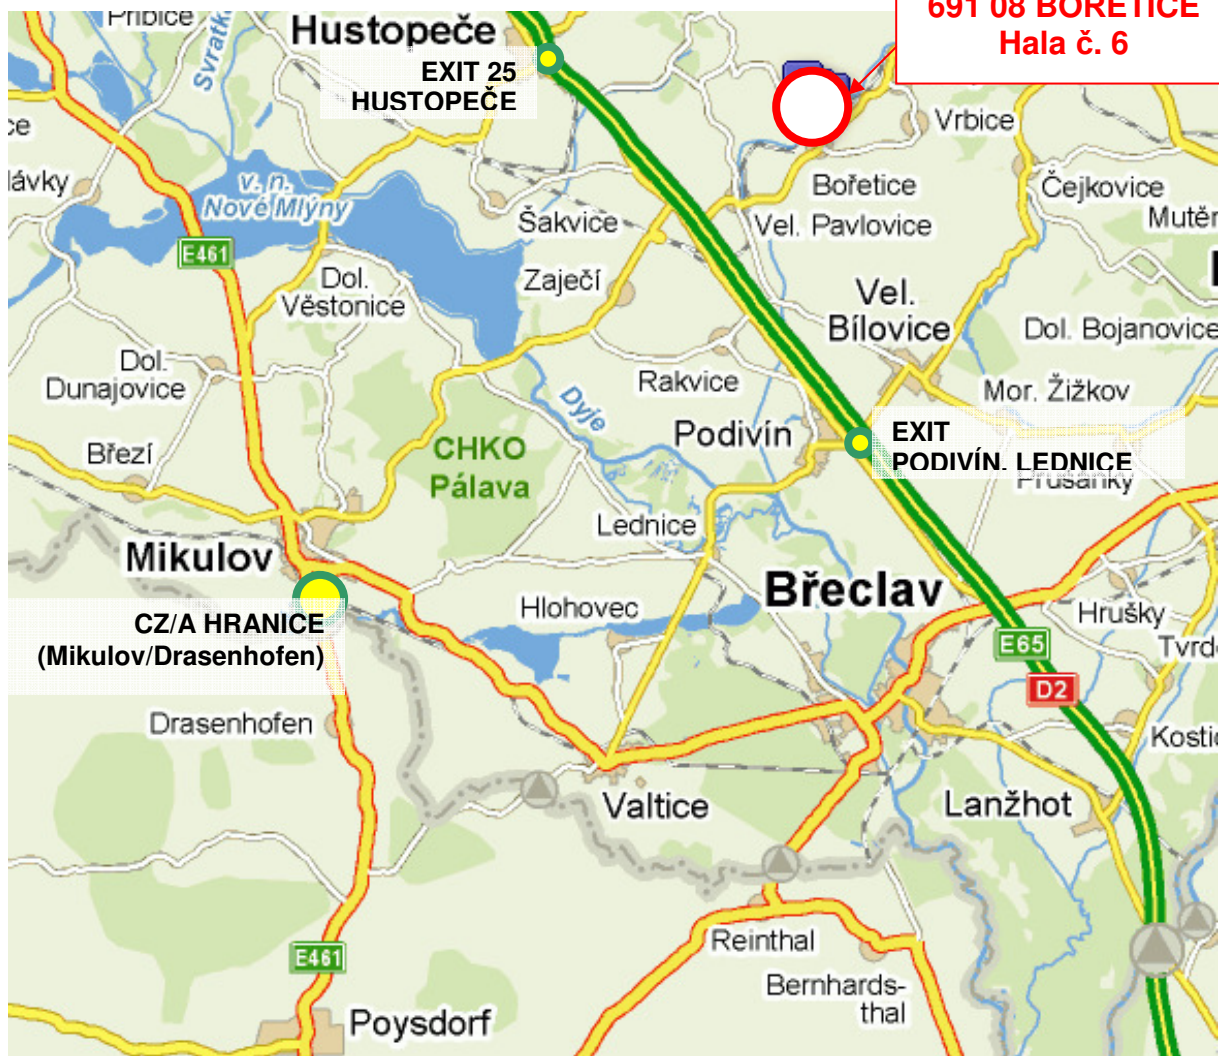 691 08 BOŘETICE
Hala č. 6
Přibice
Hustopeče
Svratka
EXIT 25
HUSTOPEČE
Vrbice
v. n.
Nové Mlýny
Bořetice
Čejkovice
Šakvice
Vel. Pavlovice
E461
Dol.
Věstonice
Zaječí
Vel.
Bílovice
Dol. Bojanovice
Dol.
Dunajovice
Rakvice
Mor. Žižkov
Dyje
Březí
CHKO
Pálava
Podivín
EXIT
PODIVÍN, LEDNICE
Prušánky
Lednice
Mikulov
Břeclav
Hlohovec
Hrušky
CZ/A HRANICE
(Mikulov/Drasenhofen)
E65
D2
Drasenhofen
Valtice
Lanžhot
E461
Reinthal
Bernhards-
thal
Poysdorf